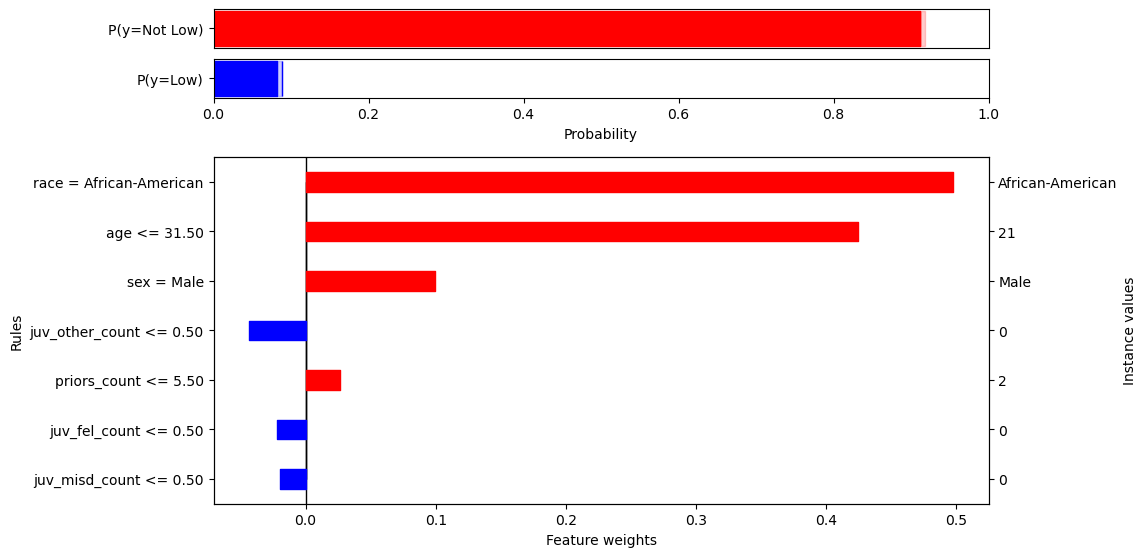 P(y=Not Low)
P(y=Low)
0.0 0.2 0.4 0.6 0.8 1.0
Probability
Rules
race = African-American African-American
age <= 31.50 21
sex = Male Male
juv_other_count <= 0.50 0
priors_count <= 5.50 2
juv_fel_count <= 0.50 0
juv_misd_count <= 0.50 0
Instance values
0.0 0.1 0.2 0.3 0.4 0.5
Feature weights